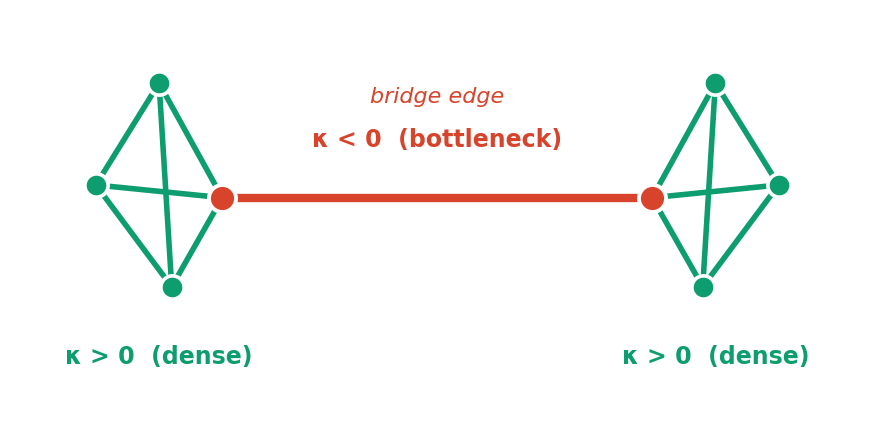 bridge edge
κ < 0 (bottleneck)
κ > 0 (dense)
κ > 0 (dense)